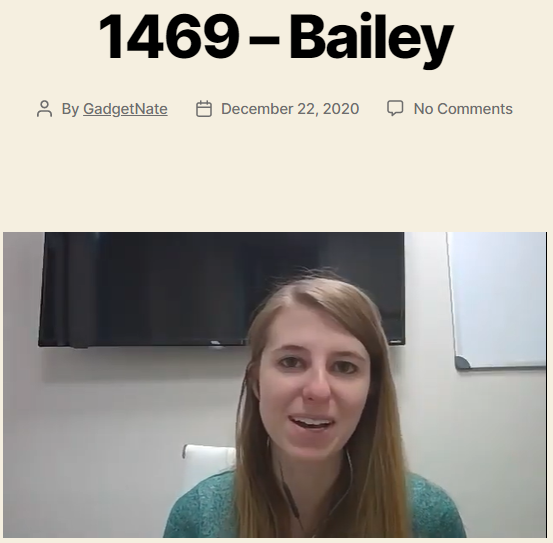 1469 – Bailey
By GadgetNate December 22, 2020 No Comments